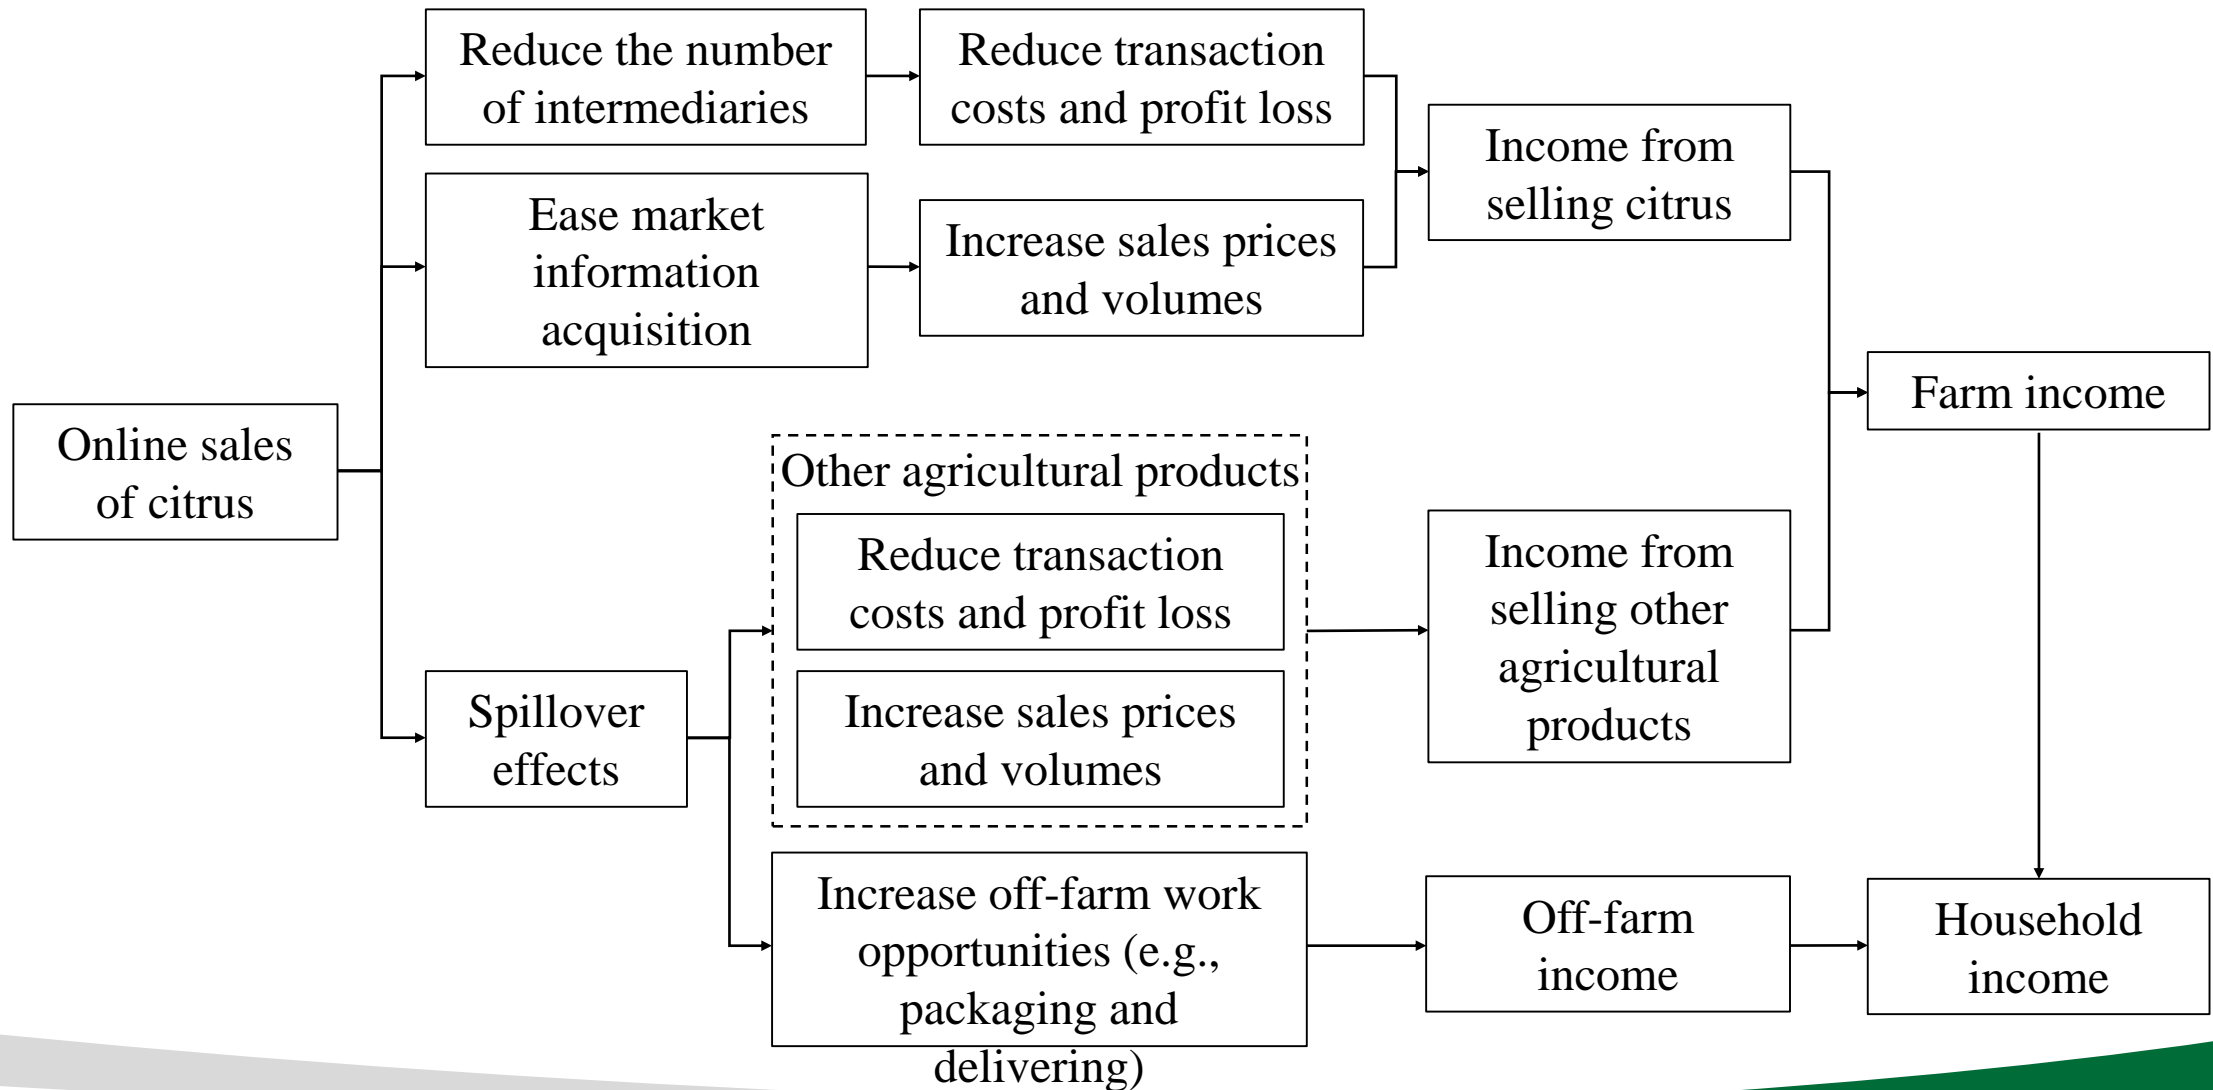 Reduce the number
of intermediaries
Reduce transaction
costs and profit loss
Income from
selling citrus
Ease market
information
acquisition
Increase sales prices
and volumes
Farm income
Online sales
of citrus
Other agricultural products
Reduce transaction
costs and profit loss
Increase sales prices
and volumes
Income from
selling other
agricultural
products
Spillover
effects
Increase off-farm work
opportunities (e.g.,
packaging and
delivering)
Off-farm
income
Household
income